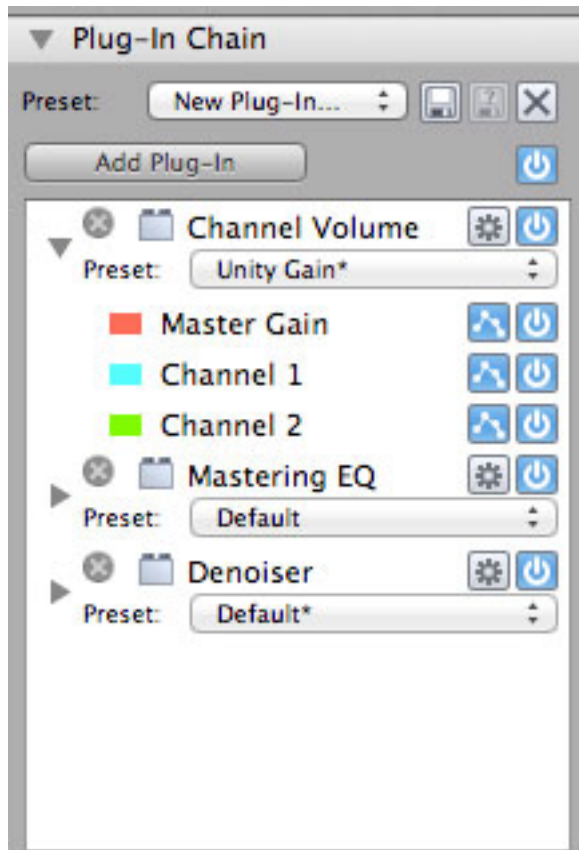 Plug-In Chain
Preset: New Plug-In...
Add Plug-In
Channel Volume
Preset: Unity Gain*
Master Gain
Channel 1
Channel 2
Mastering EQ
Preset: Default
Denoiser
Preset: Default*